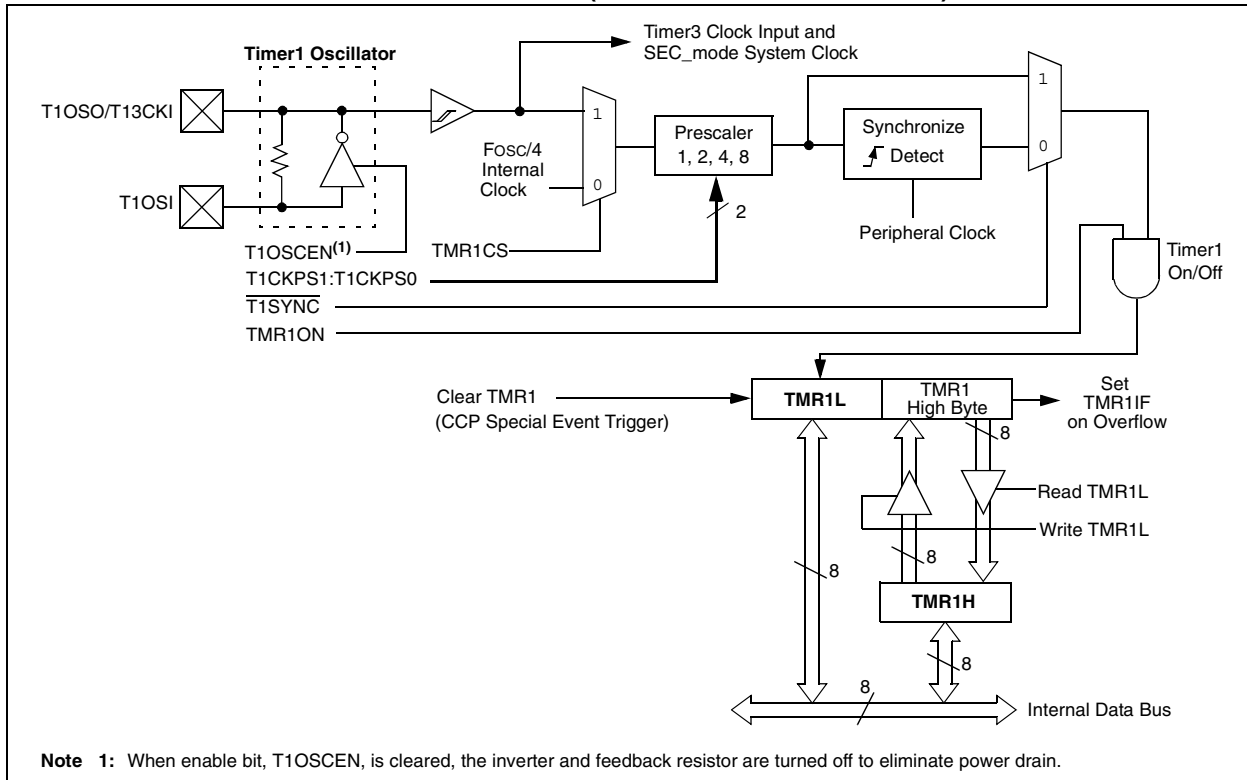 Timer3 Clock Input and
SEC_mode System Clock
Timer1 Oscillator
T1OSO/T13CKI
T1OSI
FOSC/4
Internal
Clock
1
0
Prescaler
1, 2, 4, 8
2
Synchronize
Detect
1
0
Peripheral Clock
T1OSCEN(1)
TMR1CS
T1CKPS1:T1CKPS0
T1SYNC
TMR1ON
Timer1
On/Off
Clear TMR1
(CCP Special Event Trigger)
TMR1L
TMR1
High Byte
Set
TMR1IF
on Overflow
8
Read TMR1L
Write TMR1L
8
8
TMR1H
8
8
Internal Data Bus
Note 1: When enable bit, T1OSCEN, is cleared, the inverter and feedback resistor are turned off to eliminate power drain.